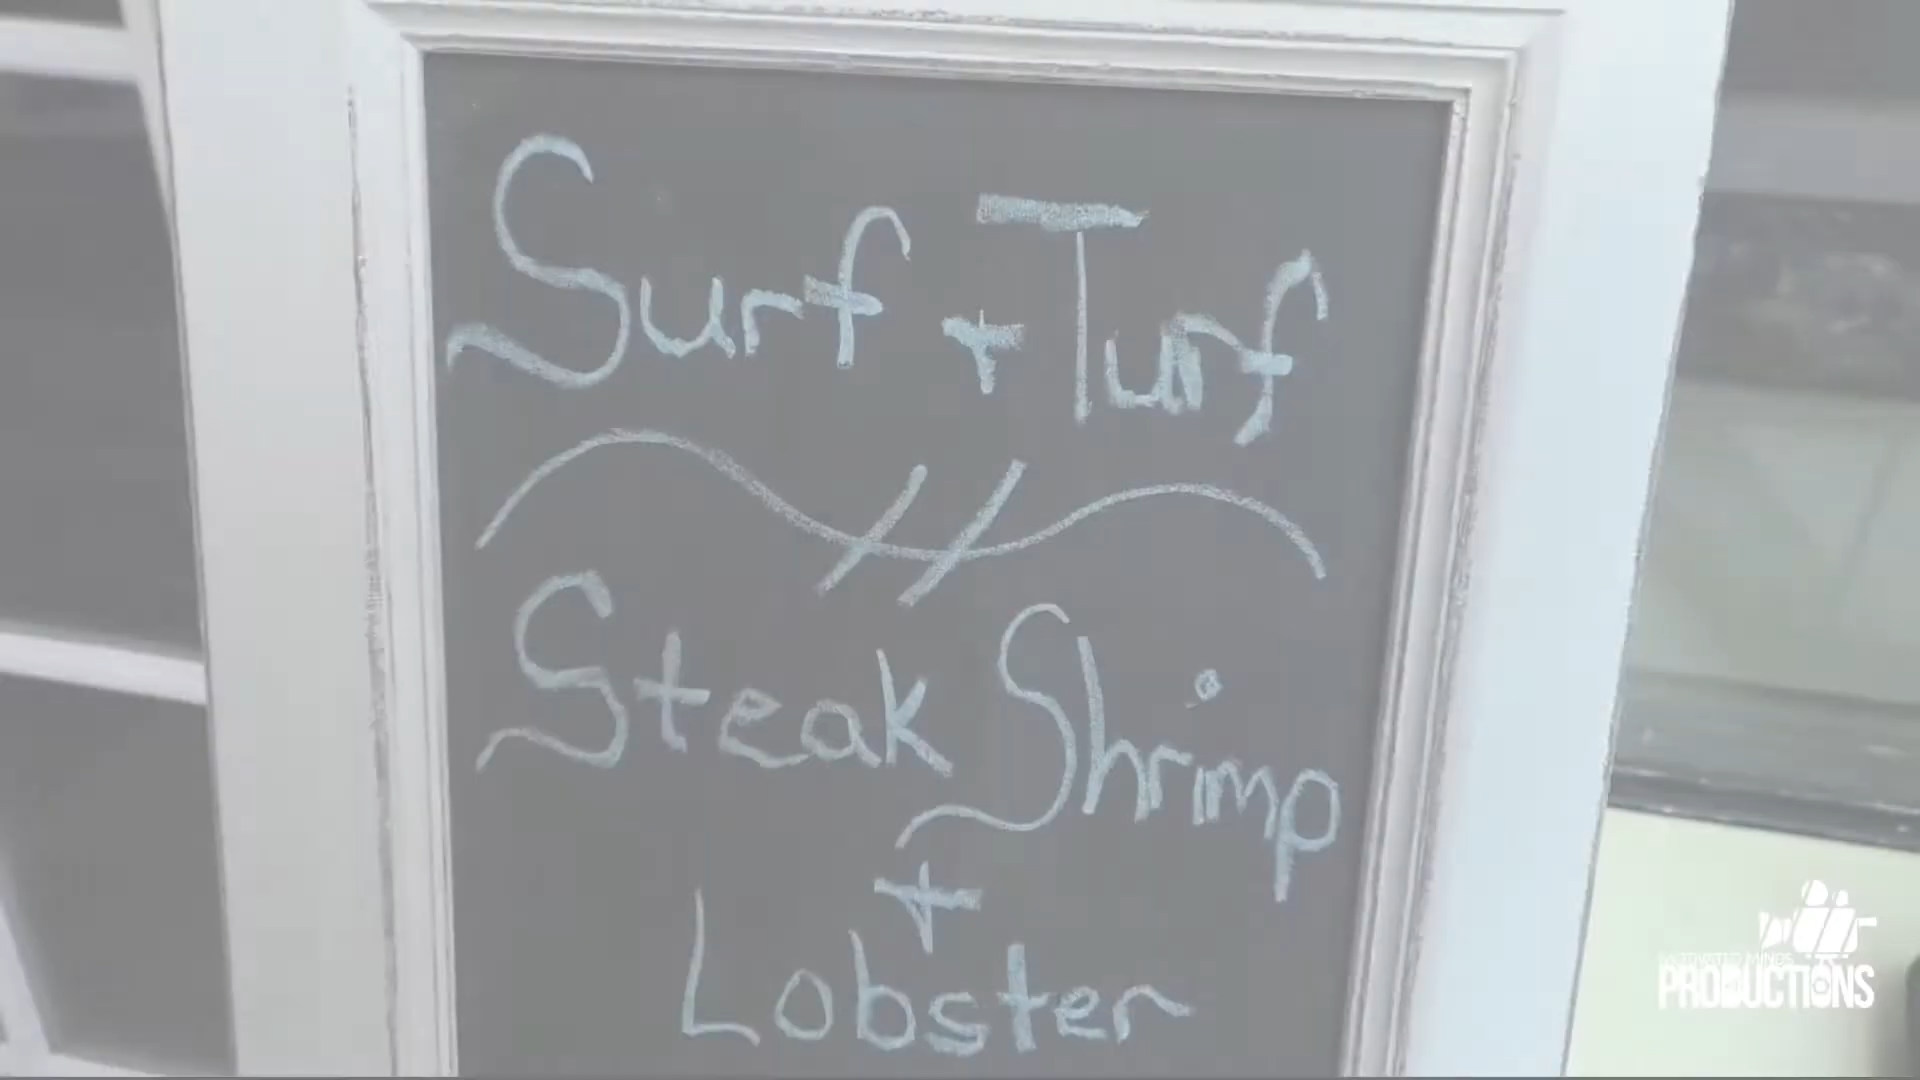 Surf + Turf
Steak Shrimp
+
Lobster
PRODUCTIONS